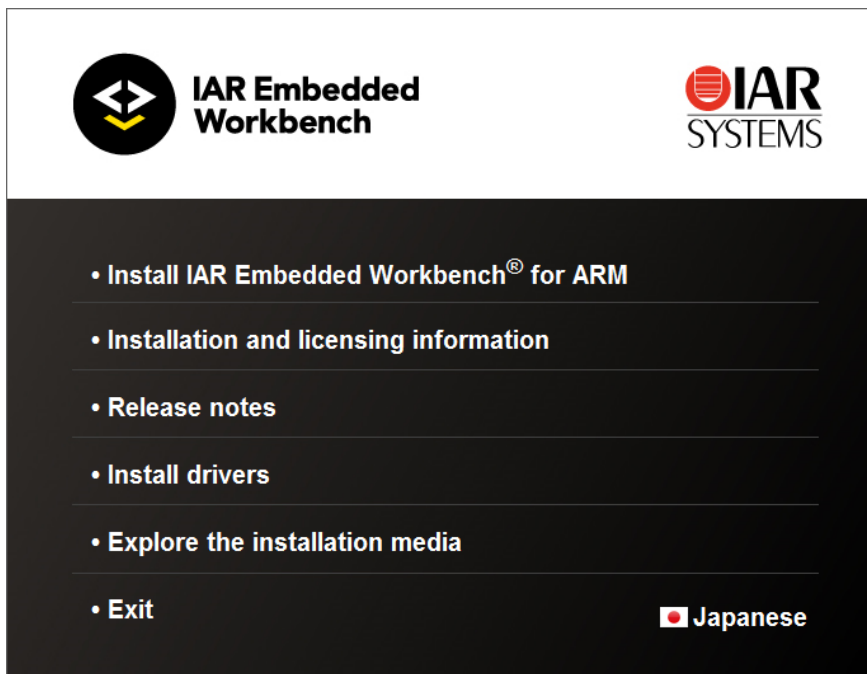 IAR Embedded
Workbench
IAR
SYSTEMS
• Install IAR Embedded Workbench® for ARM
• Installation and licensing information
• Release notes
• Install drivers
• Explore the installation media
• Exit
Japanese